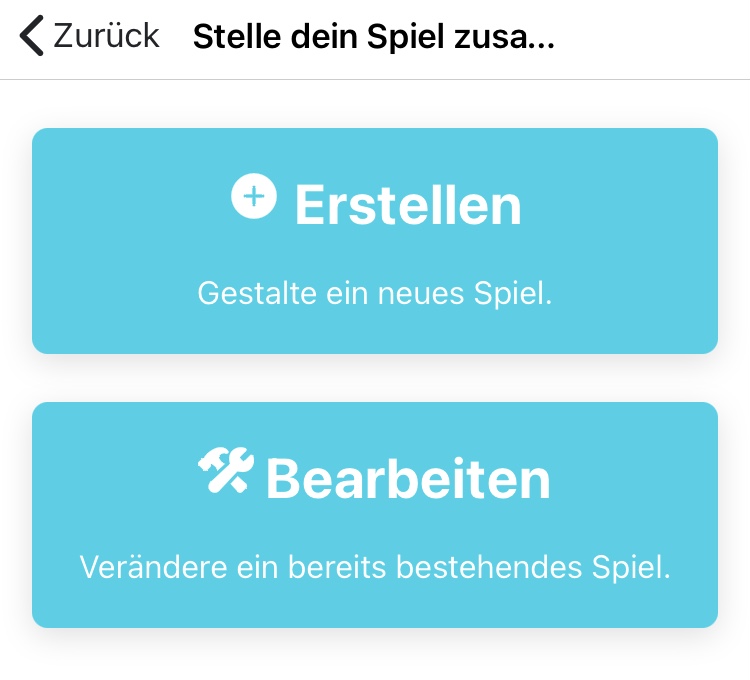 Zurück Stelle dein Spiel zusa...
Erstellen
Gestalte ein neues Spiel.
Bearbeiten
Verändere ein bereits bestehendes Spiel.